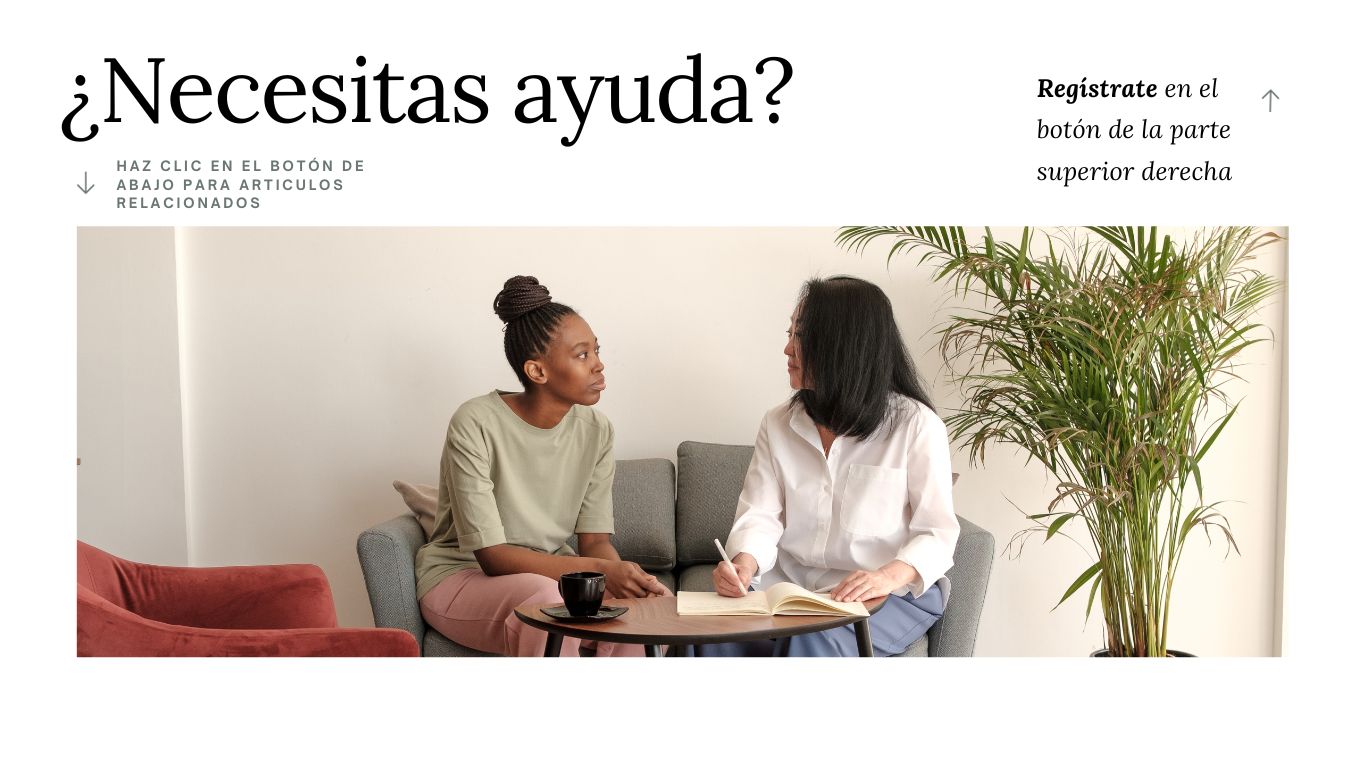 ¿Necesitas ayuda?
HAZ CLIC EN EL BOTÓN DE
ABAJO PARA ARTICULOS
RELACIONADOS
Regístrate en el
botón de la parte
superior derecha